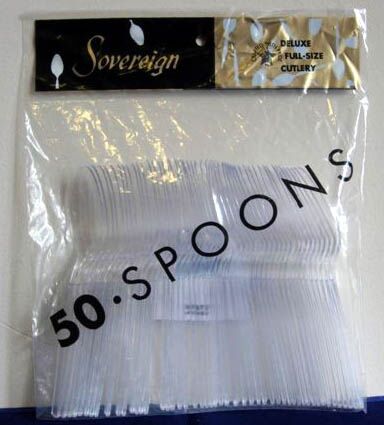 Sovereign
DELUXE
FULL-SIZE
CUTLERY
50·SPOONS